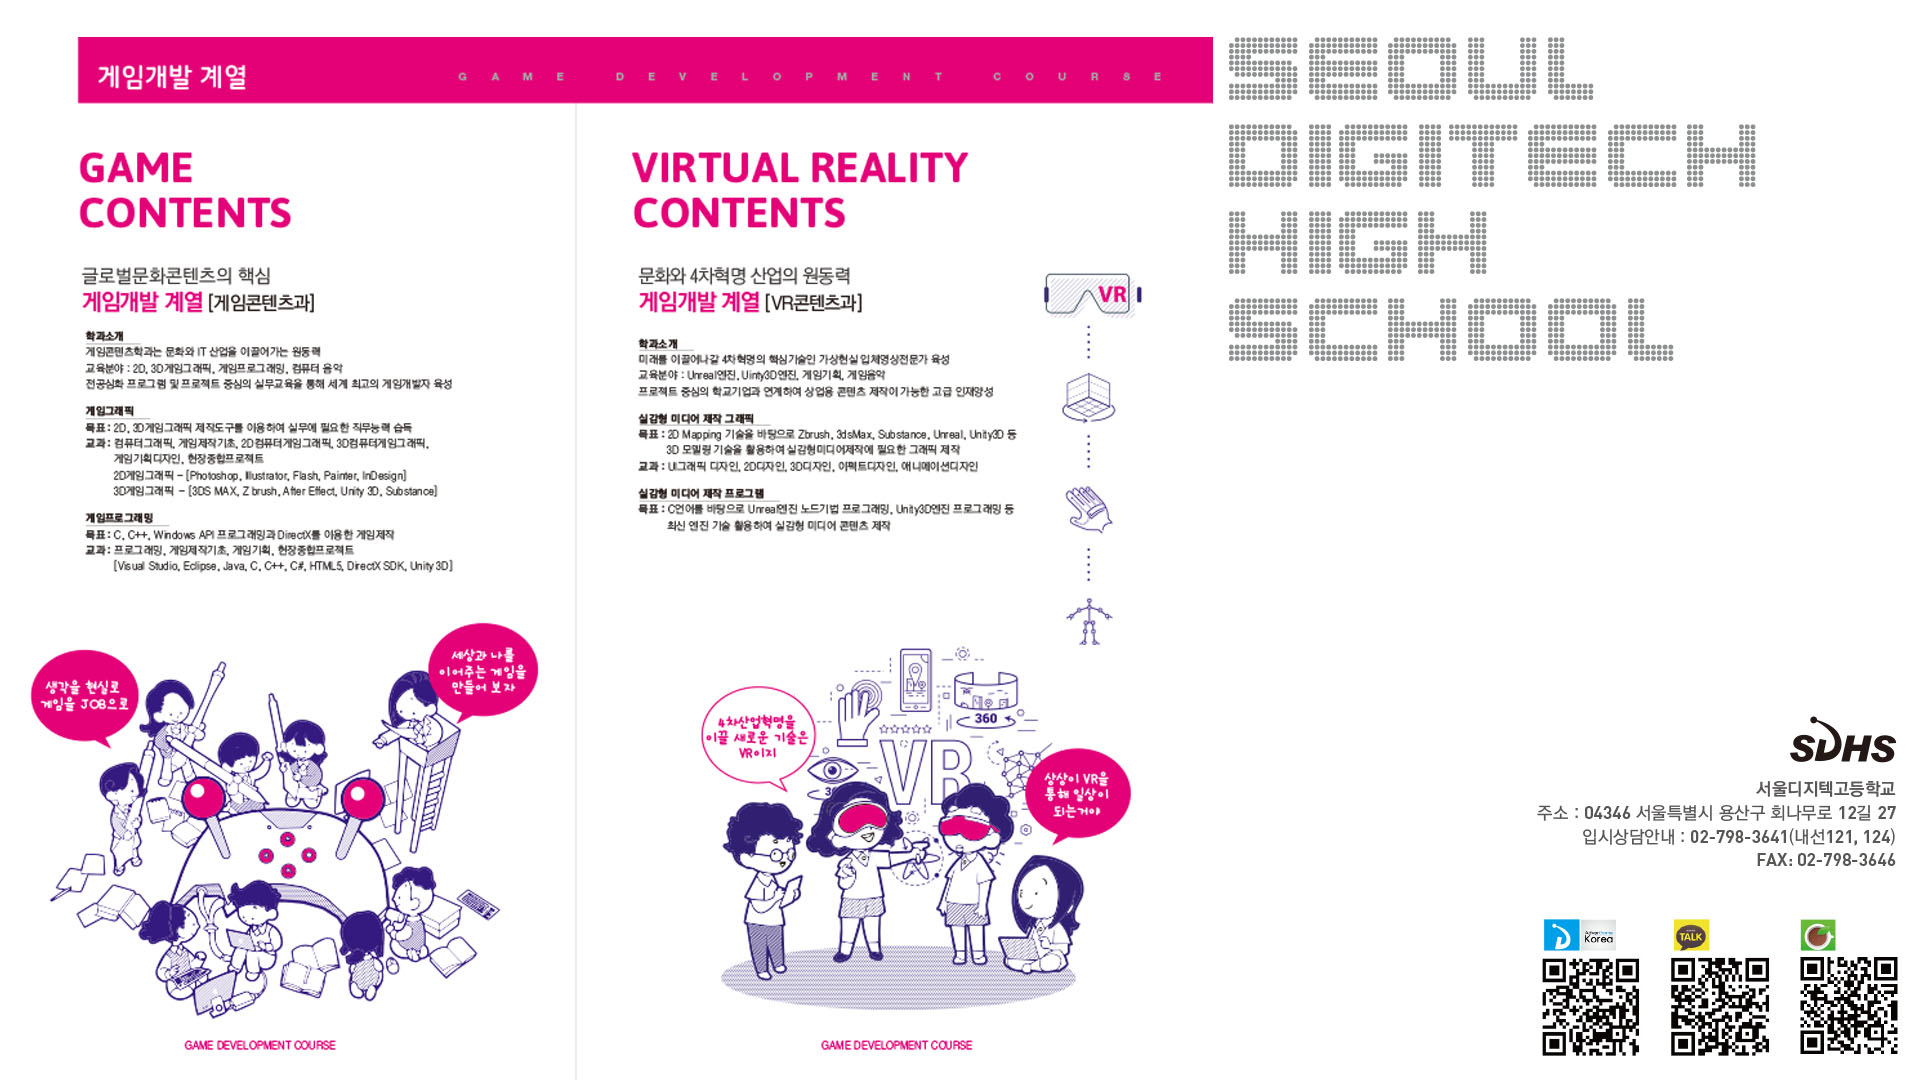 게임개발 계열
GAME DEVELOPMENT COURSE
GAME
CONTENTS
글로벌문화콘텐츠의 핵심
게임개발 계열 [게임콘텐츠과]
학과소개
게임콘텐츠학과는 문화와 IT 산업을 이끌어가는 원동력
교육분야 : 2D, 3D게임그래픽, 게임프로그래밍, 컴퓨터 음악
전공심화 프로그램 및 프로젝트 중심의 실무교육을 통해 세계 최고의 게임개발자 육성
게임그래픽
목표 : 2D, 3D게임그래픽 제작도구를 이용하여 실무에 필요한 직무능력 습득
교과 : 컴퓨터그래픽, 게임제작기초, 2D컴퓨터게임그래픽, 3D컴퓨터게임그래픽,
게임기획디자인, 현장종합프로젝트
2D게임그래픽 - [Photoshop, Illustrator, Flash, Painter, InDesign]
3D게임그래픽 - [3DS MAX, Z brush, After Effect, Unity 3D, Substance]
게임프로그래밍
목표 : C, C++, Windows API 프로그래밍과 DirectX를 이용한 게임제작
교과 : 프로그래밍, 게임제작기초, 게임기획, 현장종합프로젝트
[Visual Studio, Eclipse, Java, C, C++, C#, HTML5, DirectX SDK, Unity 3D]
생각을 현실로
게임을 JOB으로
세상과 나를
이어주는 게임을
만들어 보자
GAME DEVELOPMENT COURSE
VIRTUAL REALITY
CONTENTS
문화와 4차혁명 산업의 원동력
게임개발 계열 [VR콘텐츠과]
학과소개
미래를 이끌어나갈 4차혁명의 핵심기술인 가상현실 입체영상전문가 육성
교육분야 : Unreal엔진, Uinty3D엔진, 게임기획, 게임음악
프로젝트 중심의 학교기업과 연계하여 상업용 콘텐츠 제작이 가능한 고급 인재양성
실감형 미디어 제작 그래픽
목표 : 2D Mapping 기술을 바탕으로 Zbrush, 3dsMax, Substance, Unreal, Unity3D 등
3D 모델링 기술을 활용하여 실감형미디어제작에 필요한 그래픽 제작
교과 : UI그래픽 디자인, 2D디자인, 3D디자인, 이펙트디자인, 애니메이션디자인
실감형 미디어 제작 프로그램
목표 : C언어를 바탕으로 Unreal엔진 노드기법 프로그래밍, Unity3D엔진 프로그래밍 등
최신 엔진 기술 활용하여 실감형 미디어 콘텐츠 제작
VR
4차산업혁명을
이끌 새로운 기술은
VR이지
360
VR
상상이 VR을
통해 일상이
되는거야
GAME DEVELOPMENT COURSE
SEOUL
DIGITECH
HIGH
SCHOOL
SDHS
서울디지텍고등학교
주소 : 04346 서울특별시 용산구 회나무로 12길 27
입시상담안내 : 02-798-3641(내선121, 124)
FAX: 02-798-3646
Korea
TALK